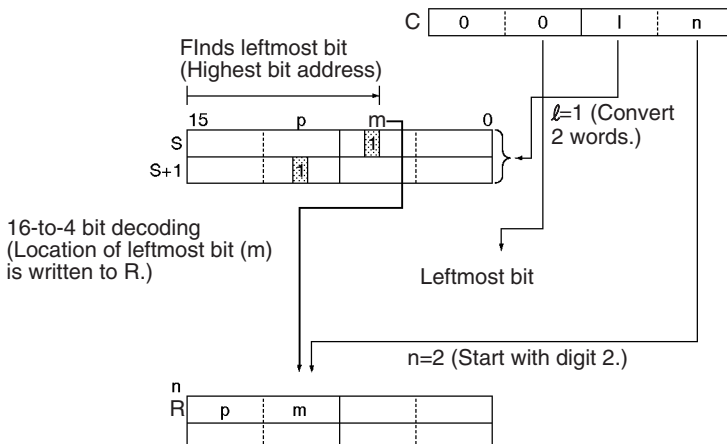 C 0 0 l n
FInds leftmost bit
(Highest bit address)
15 p m 0
S 1
S+1 1
ℓ=1 (Convert
2 words.)
16-to-4 bit decoding
(Location of leftmost bit (m)
is written to R.)
Leftmost bit
n=2 (Start with digit 2.)
n
R p m